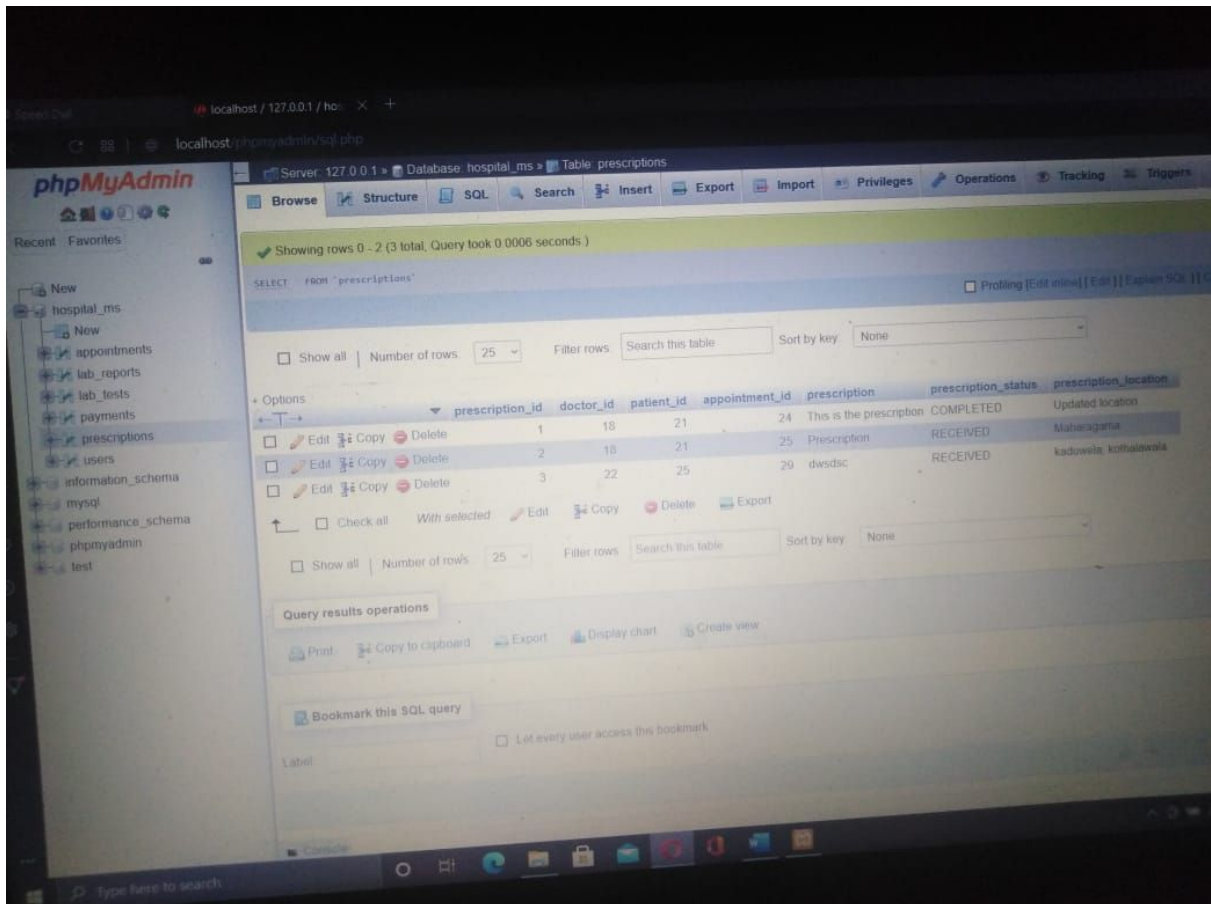 Speed Dial
localhost / 127.0.0.1 / hos
localhost/phpmyadmin/sql.php
phpMyAdmin
Recent Favorites
New
hospital_ms
New
appointments
lab_reports
lab_tests
payments
prescriptions
users
information_schema
mysql
performance_schema
phpmyadmin
test
Server: 127.0.0.1 » Database: hospital_ms » Table: prescriptions
Browse Structure SQL Search Insert Export Import Privileges Operations Tracking Triggers
Showing rows 0 - 2 (3 total, Query took 0.0006 seconds.)
SELECT FROM `prescriptions`
Profiling [Edit inline] [ Edit ] [ Explain SQL ] [
Show all | Number of rows: 25 Filter rows: Search this table Sort by key: None
+ Options
←T→ prescription_id doctor_id patient_id appointment_id prescription prescription_status prescription_location
Edit Copy Delete 1 18 21 24 This is the prescription COMPLETED Updated location
Edit Copy Delete 2 18 21 25 Prescription RECEIVED Maharagama
Edit Copy Delete 3 22 25 29 dwsdsc RECEIVED kaduwela, kothalawala
Check all With selected: Edit Copy Delete Export
Show all | Number of rows: 25 Filter rows: Search this table Sort by key: None
Query results operations
Print Copy to clipboard Export Display chart Create view
Bookmark this SQL query
Label: Let every user access this bookmark
Console
Type here to search